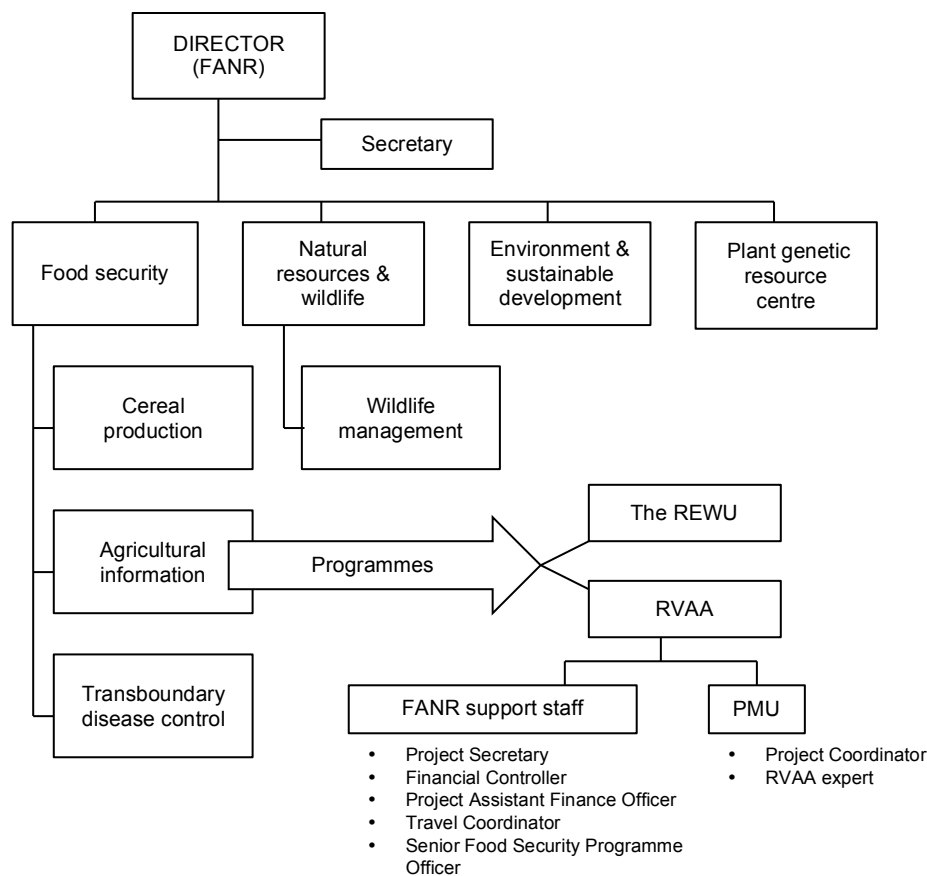 DIRECTOR
(FANR)
Secretary
Food security
Natural
resources &
wildlife
Environment &
sustainable
development
Plant genetic
resource
centre
Cereal
production
Wildlife
management
Agricultural
information
Programmes
The REWU
RVAA
Transboundary
disease control
FANR support staff
• Project Secretary
• Financial Controller
• Project Assistant Finance Officer
• Travel Coordinator
• Senior Food Security Programme
Officer
PMU
• Project Coordinator
• RVAA expert